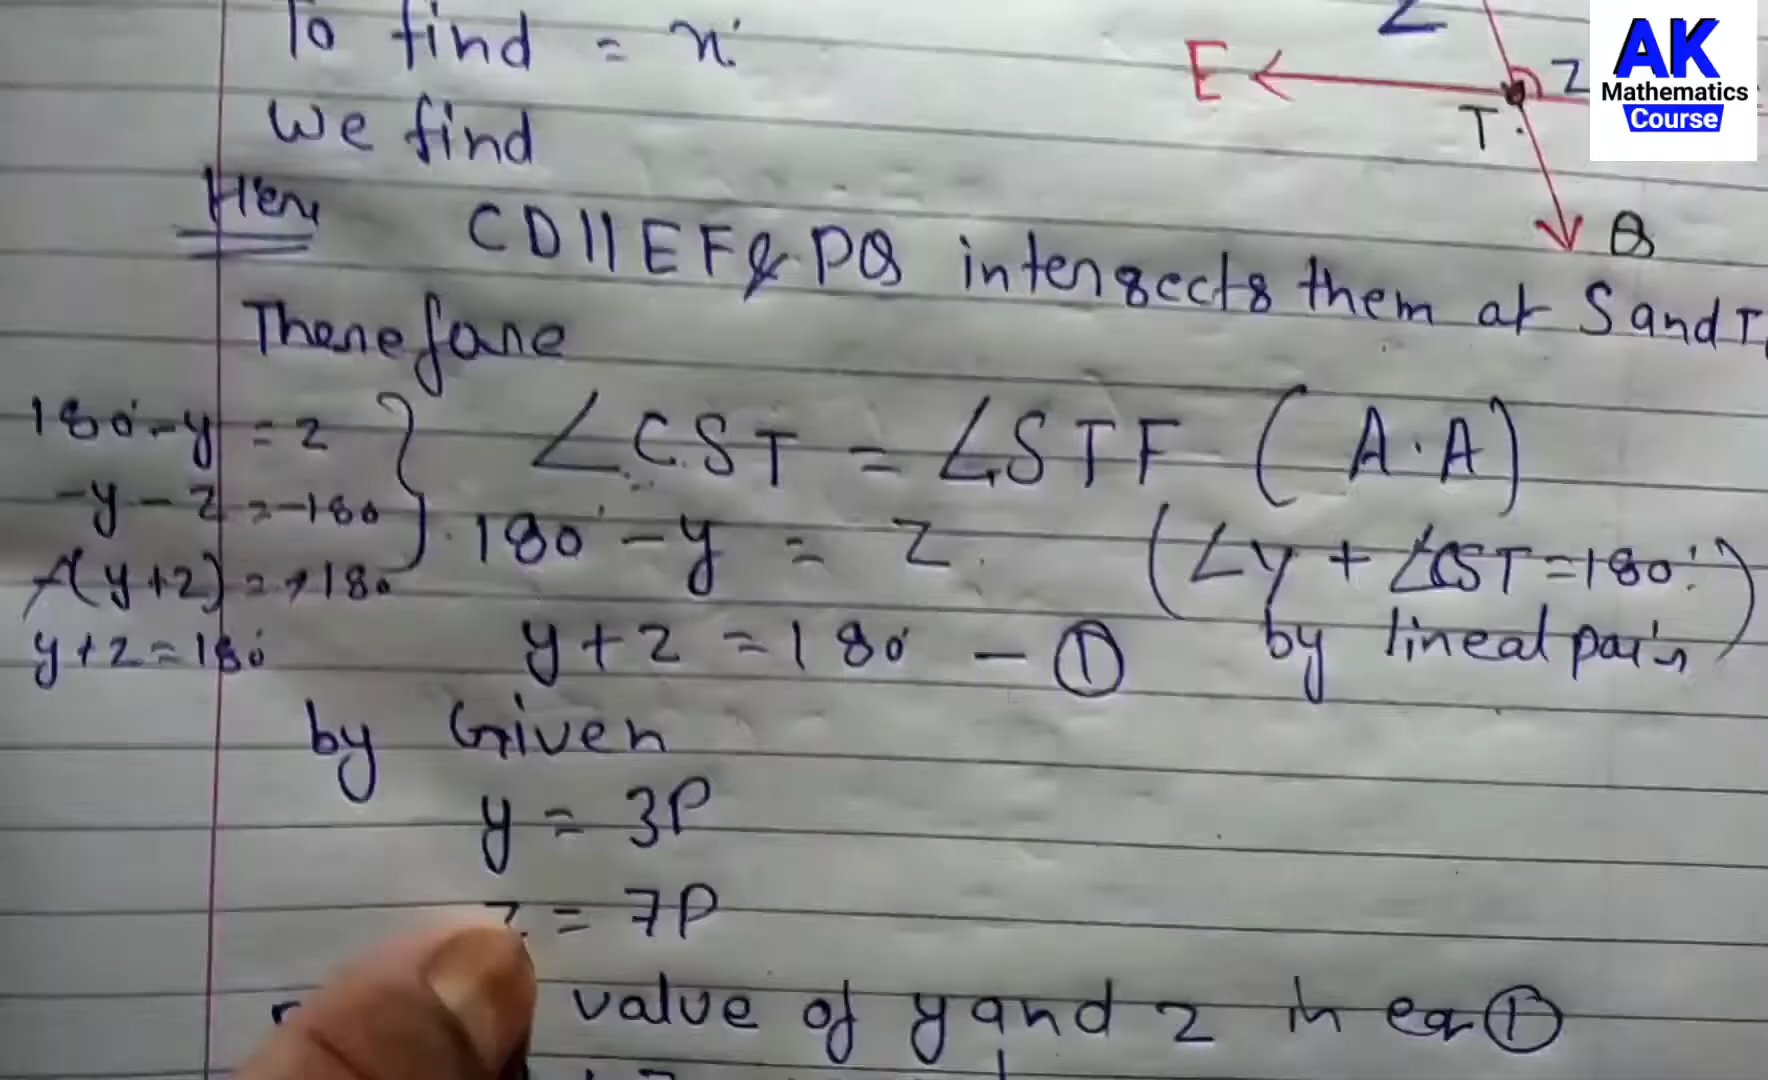 To find = x°
We find
Z
E
Z
T
Q
AK
Mathematics
Course
Here CD||EF & PQ intersects them at S and T,
Therefore
∠CST = ∠STF (A.A)
180° - y = z (∠y + ∠CST = 180°)
y + z = 180° - ①
by lineal pair
180° - y = z
-y - z = -180
-(y+z) = -180
y + z = 180°
by Given
y = 3P
z = 7P
value of y and z in eq ①